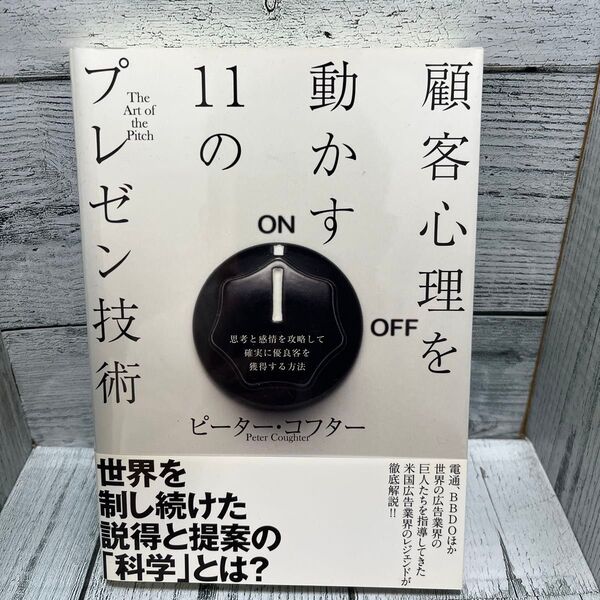 顧客心理を
動かす
11の
プレゼン技術
The
Art of
the
Pitch
ON
OFF
思考と感情を攻略して
確実に優良客を
獲得する方法
ピーター・コフター
Peter Coughter
電通、BBDOほか
世界の広告業界の
巨人たちを指導してきた
米国広告業界のレジェンドが
徹底解説!!
世界を
制し続けた
説得と提案の
「科学」とは?